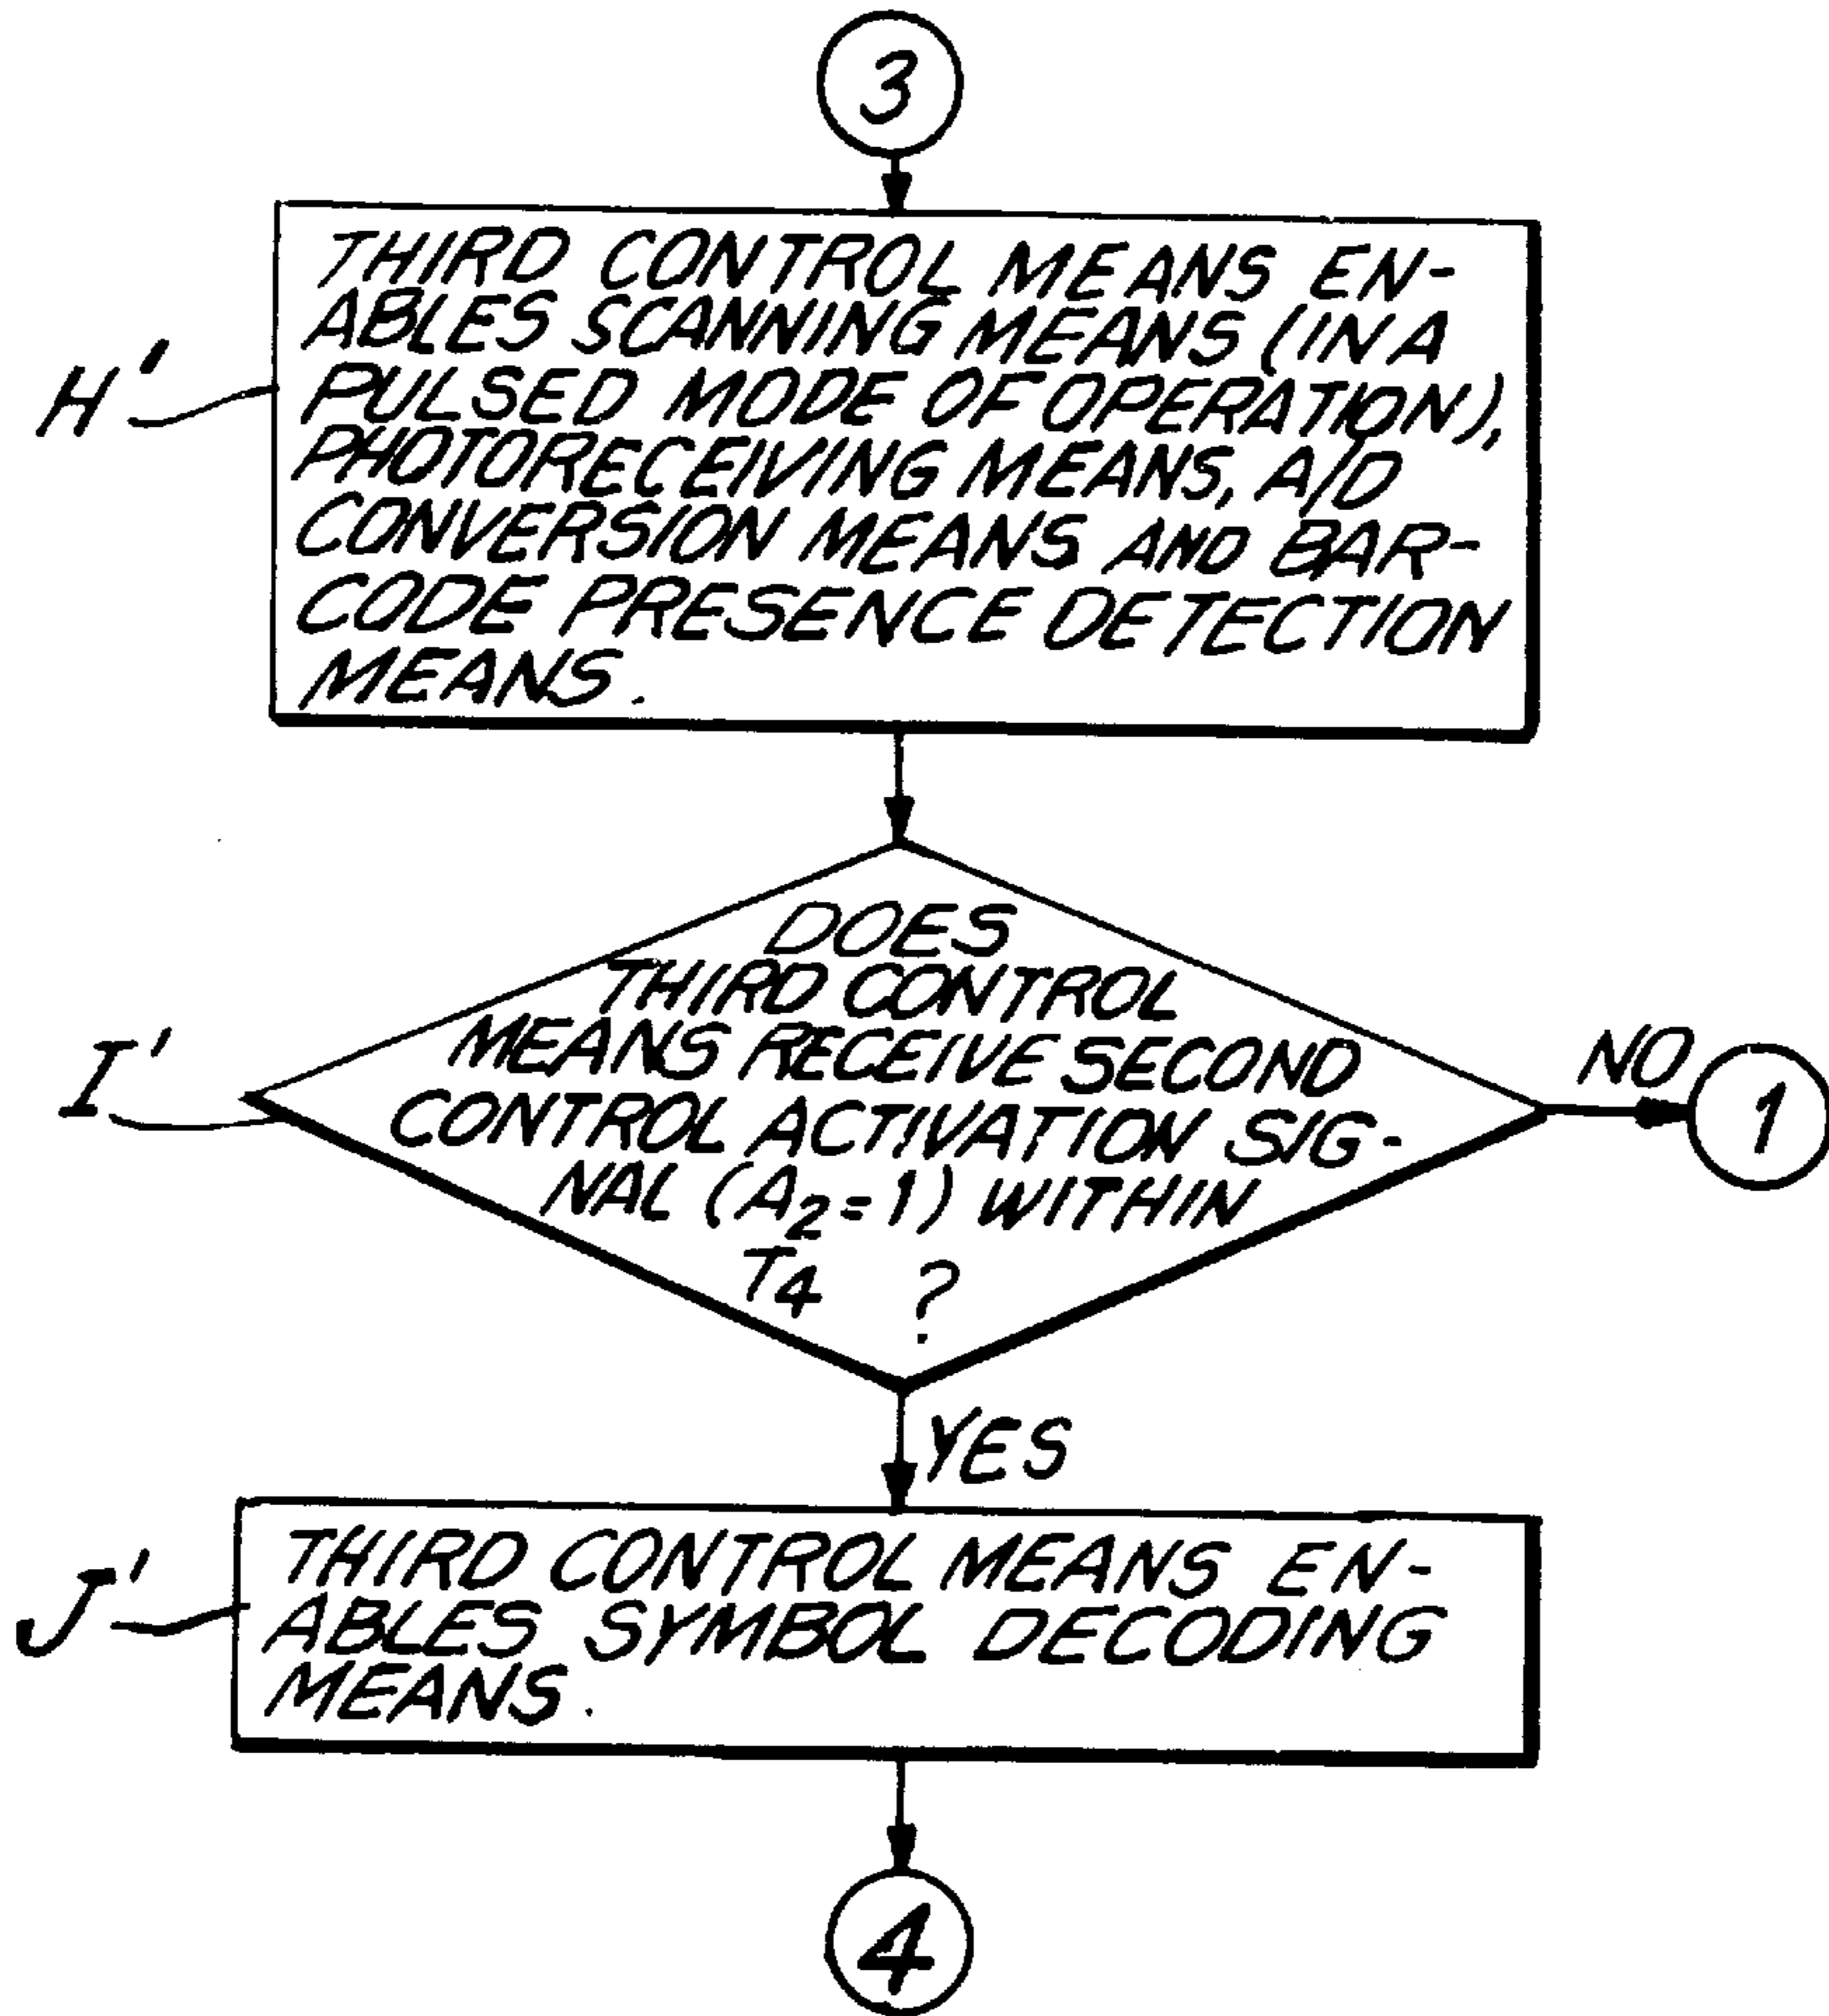 3
THIRD CONTROL MEANS EN-
ABLES SCANNING MEANS (IN A
PULSED MODE OF OPERATION),
PHOTORECEIVING MEANS, A/D
CONVERSION MEANS AND BAR-
CODE PRESENCE DETECTION
MEANS.
H'
DOES
THIRD CONTROL
MEANS RECEIVE SECOND
CONTROL ACTIVATION SIG-
NAL (A2=1) WITHIN
T4 ?
I'
NO
1
YES
THIRD CONTROL MEANS EN-
ABLES SYMBOL DECODING
MEANS.
J'
4